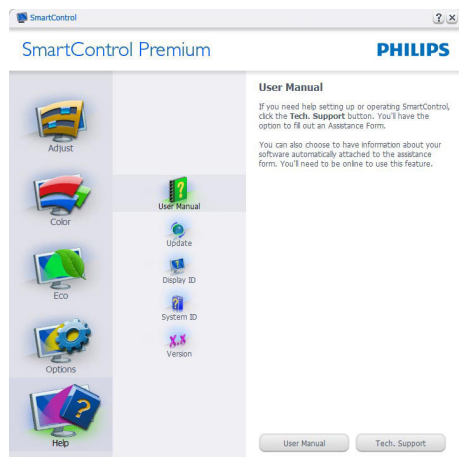 SmartControl
SmartControl Premium
PHILIPS
Adjust
Color
Eco
Options
Help
User Manual
Update
Display ID
System ID
X.X
Version
User Manual
If you need help setting up or operating SmartControl,
click the Tech. Support button. You'll have the
option to fill out an Assistance Form.
You can also choose to have information about your
software automatically attached to the assistance
form. You'll need to be online to use this feature.
User Manual
Tech. Support